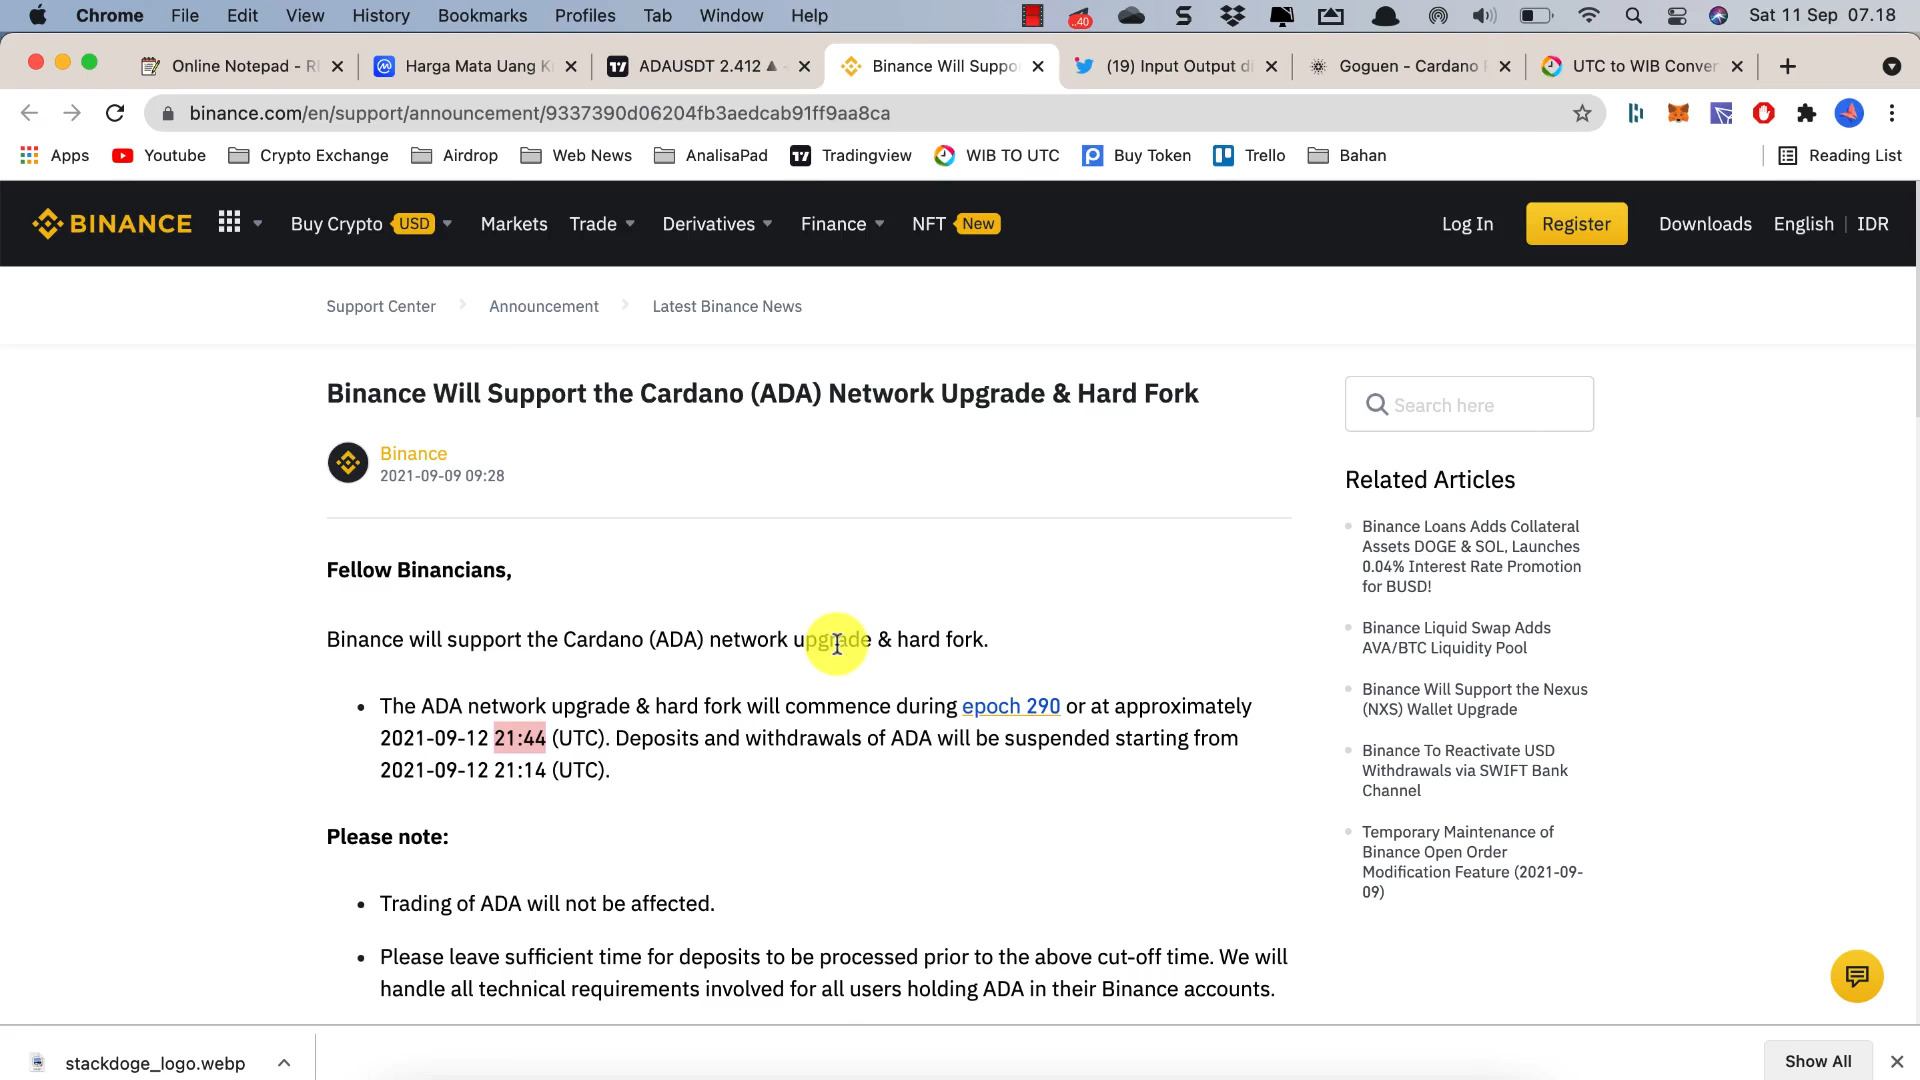 Chrome File Edit View History Bookmarks Profiles Tab Window Help 40 Sat 11 Sep 07.18
Online Notepad - Harga Mata Uang K ADAUSDT 2.412 Binance Will Suppo (19) Input Output Goguen - Cardano UTC to WIB Conver
binance.com/en/support/announcement/9337390d06204fb3aedcab91ff9aa8ca
Apps Youtube Crypto Exchange Airdrop Web News AnalisaPad Tradingview WIB TO UTC Buy Token Trello Bahan Reading List
BINANCE Buy Crypto USD Markets Trade Derivatives Finance NFT New Log In Register Downloads English | IDR
Support Center Announcement Latest Binance News
Binance Will Support the Cardano (ADA) Network Upgrade & Hard Fork
Binance
2021-09-09 09:28
Fellow Binancians,
Binance will support the Cardano (ADA) network upgrade & hard fork.
• The ADA network upgrade & hard fork will commence during epoch 290 or at approximately
2021-09-12 21:44 (UTC). Deposits and withdrawals of ADA will be suspended starting from
2021-09-12 21:14 (UTC).
Please note:
• Trading of ADA will not be affected.
• Please leave sufficient time for deposits to be processed prior to the above cut-off time. We will
handle all technical requirements involved for all users holding ADA in their Binance accounts.
Search here
Related Articles
Binance Loans Adds Collateral
Assets DOGE & SOL, Launches
0.04% Interest Rate Promotion
for BUSD!
Binance Liquid Swap Adds
AVA/BTC Liquidity Pool
Binance Will Support the Nexus
(NXS) Wallet Upgrade
Binance To Reactivate USD
Withdrawals via SWIFT Bank
Channel
Temporary Maintenance of
Binance Open Order
Modification Feature (2021-09-
09)
stackdoge_logo.webp Show All